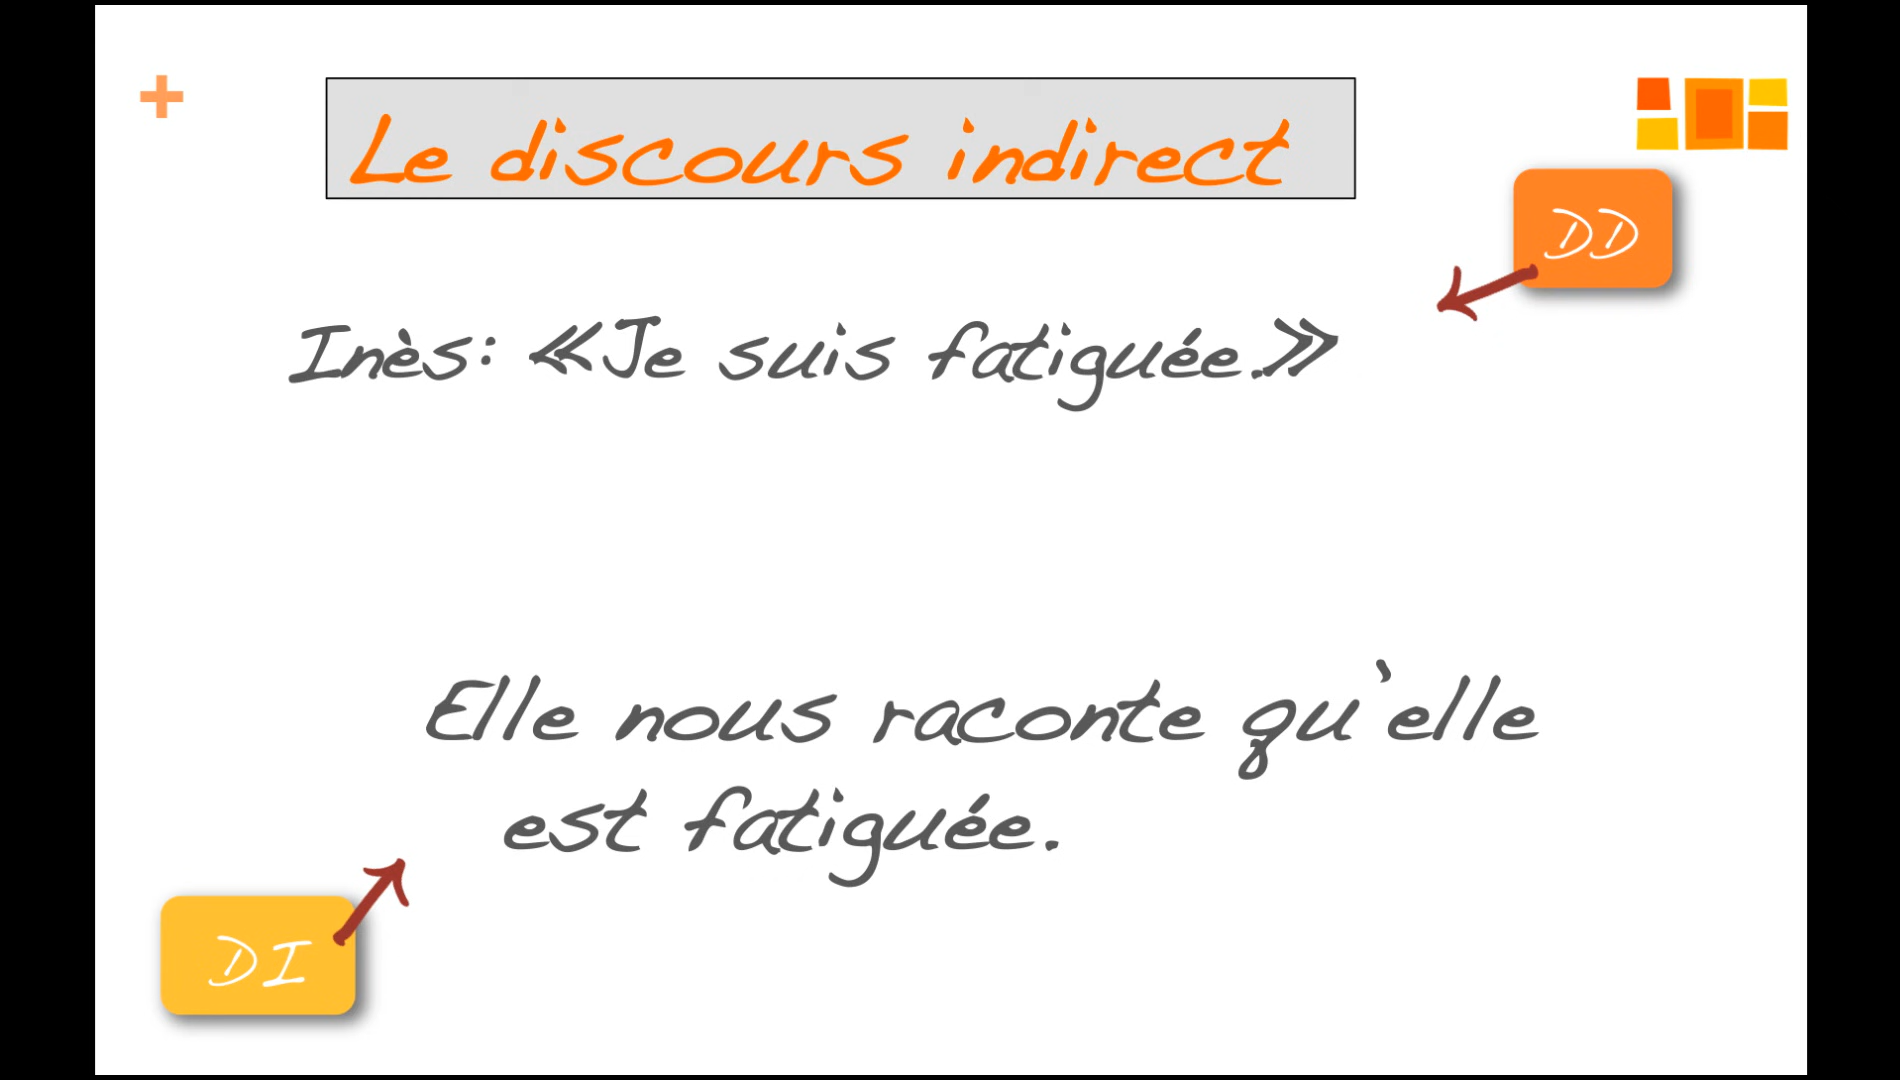 Le discours indirect
DD
Inès: «Je suis fatiguée.»
Elle nous raconte qu'elle
est fatiguée.
DI